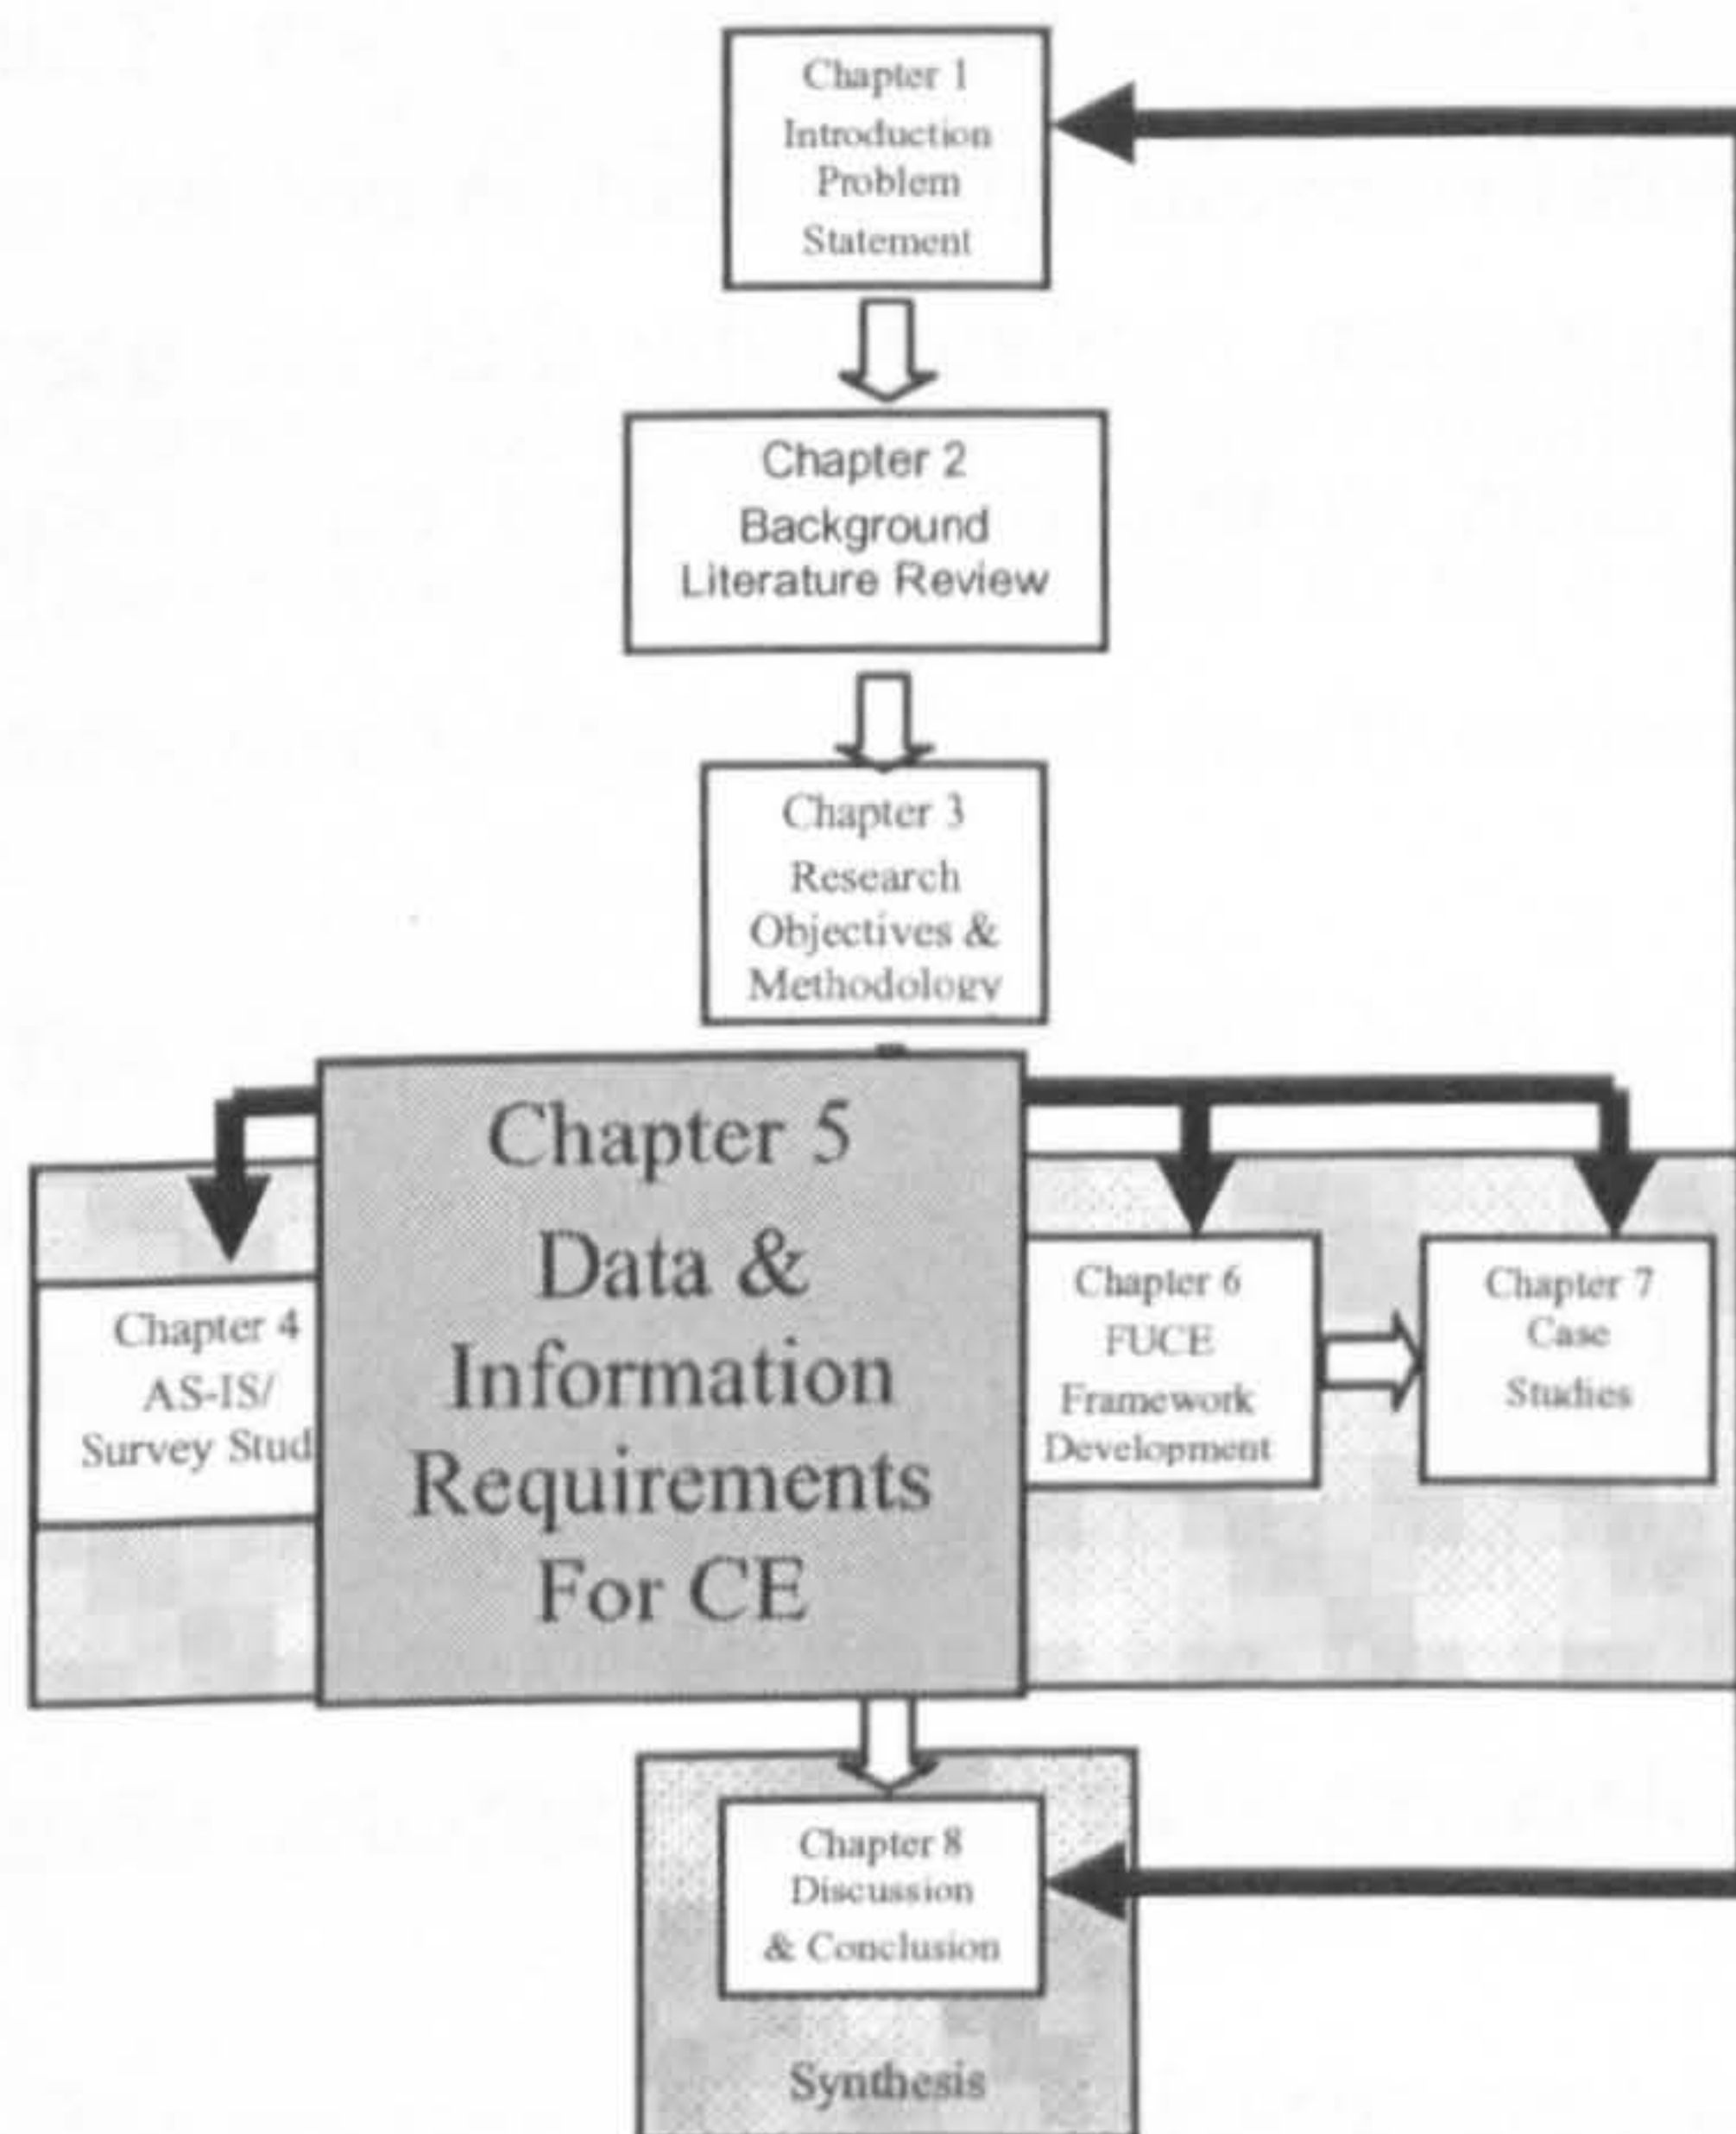 Chapter 1
Introduction
Problem
Statement
Chapter 2
Background
Literature Review
Chapter 3
Research
Objectives &
Methodology
Chapter 4
AS-IS/
Survey Stud
Chapter 5
Data &
Information
Requirements
For CE
Chapter 6
FUCE
Framework
Development
Chapter 7
Case
Studies
Chapter 8
Discussion
& Conclusion
Synthesis